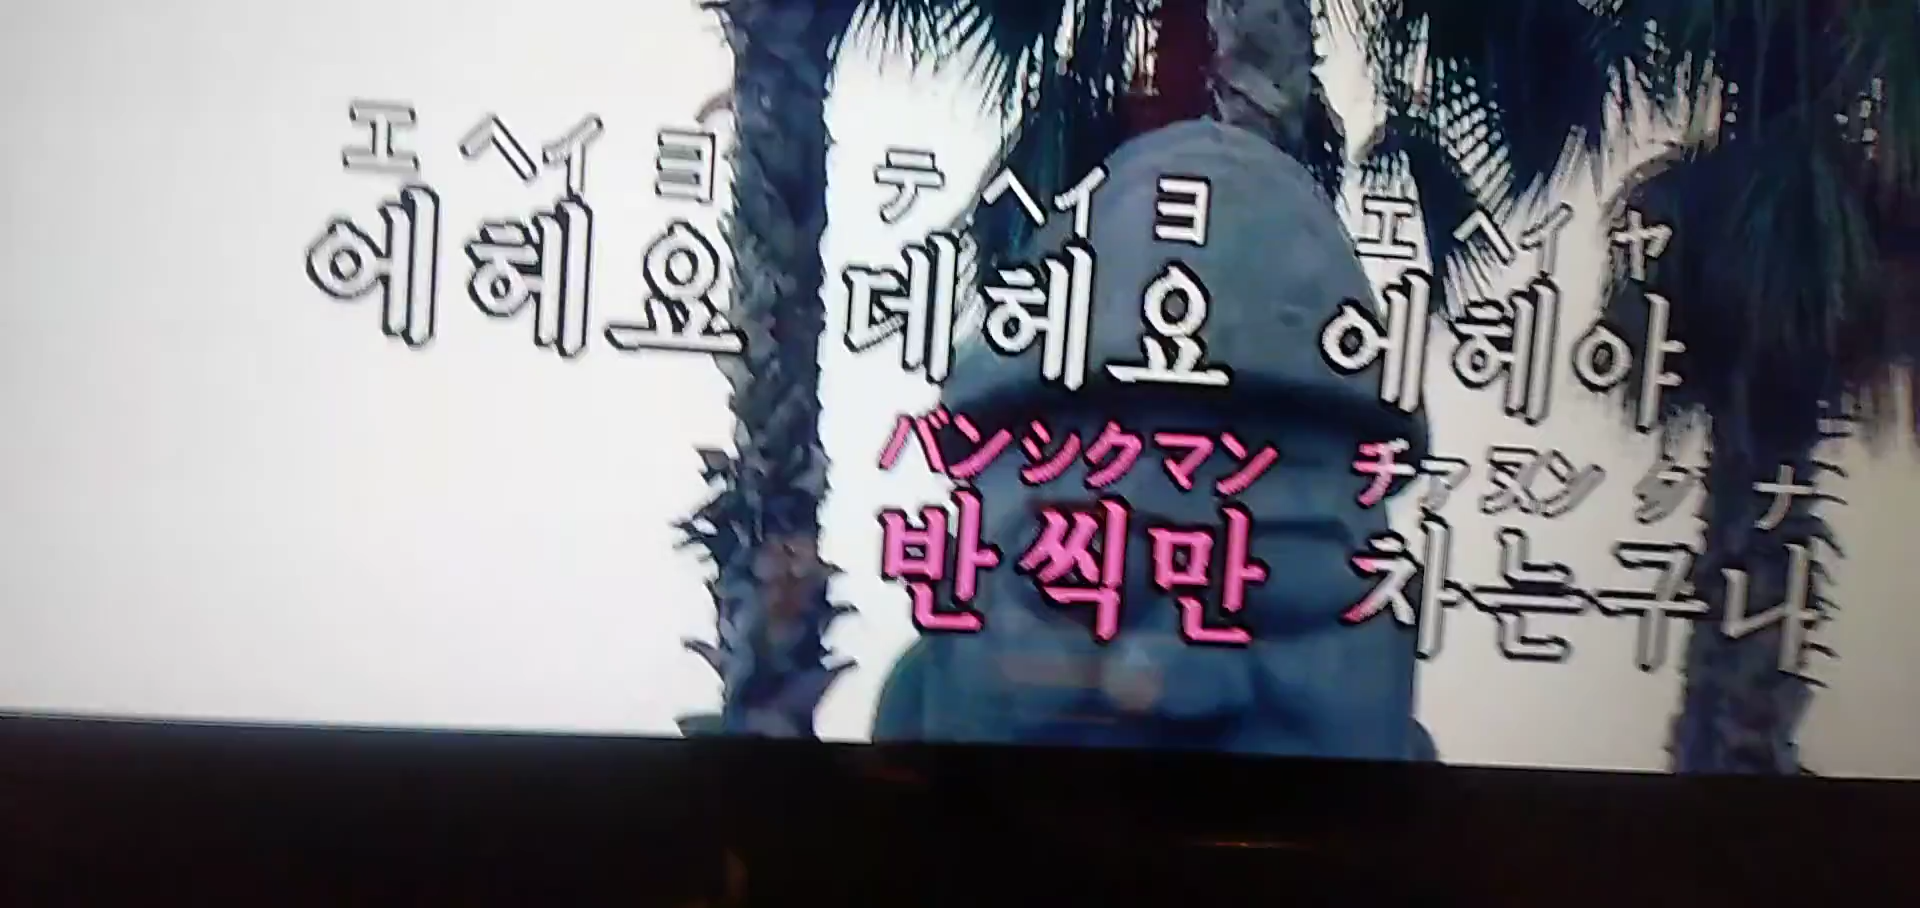 エ ヘイ ヨ テ ヘイ ヨ エ ヘイ ヤ
에헤요 데헤요 에헤야
バンシクマン チァヌン グ ナ
반씩만 차는구나